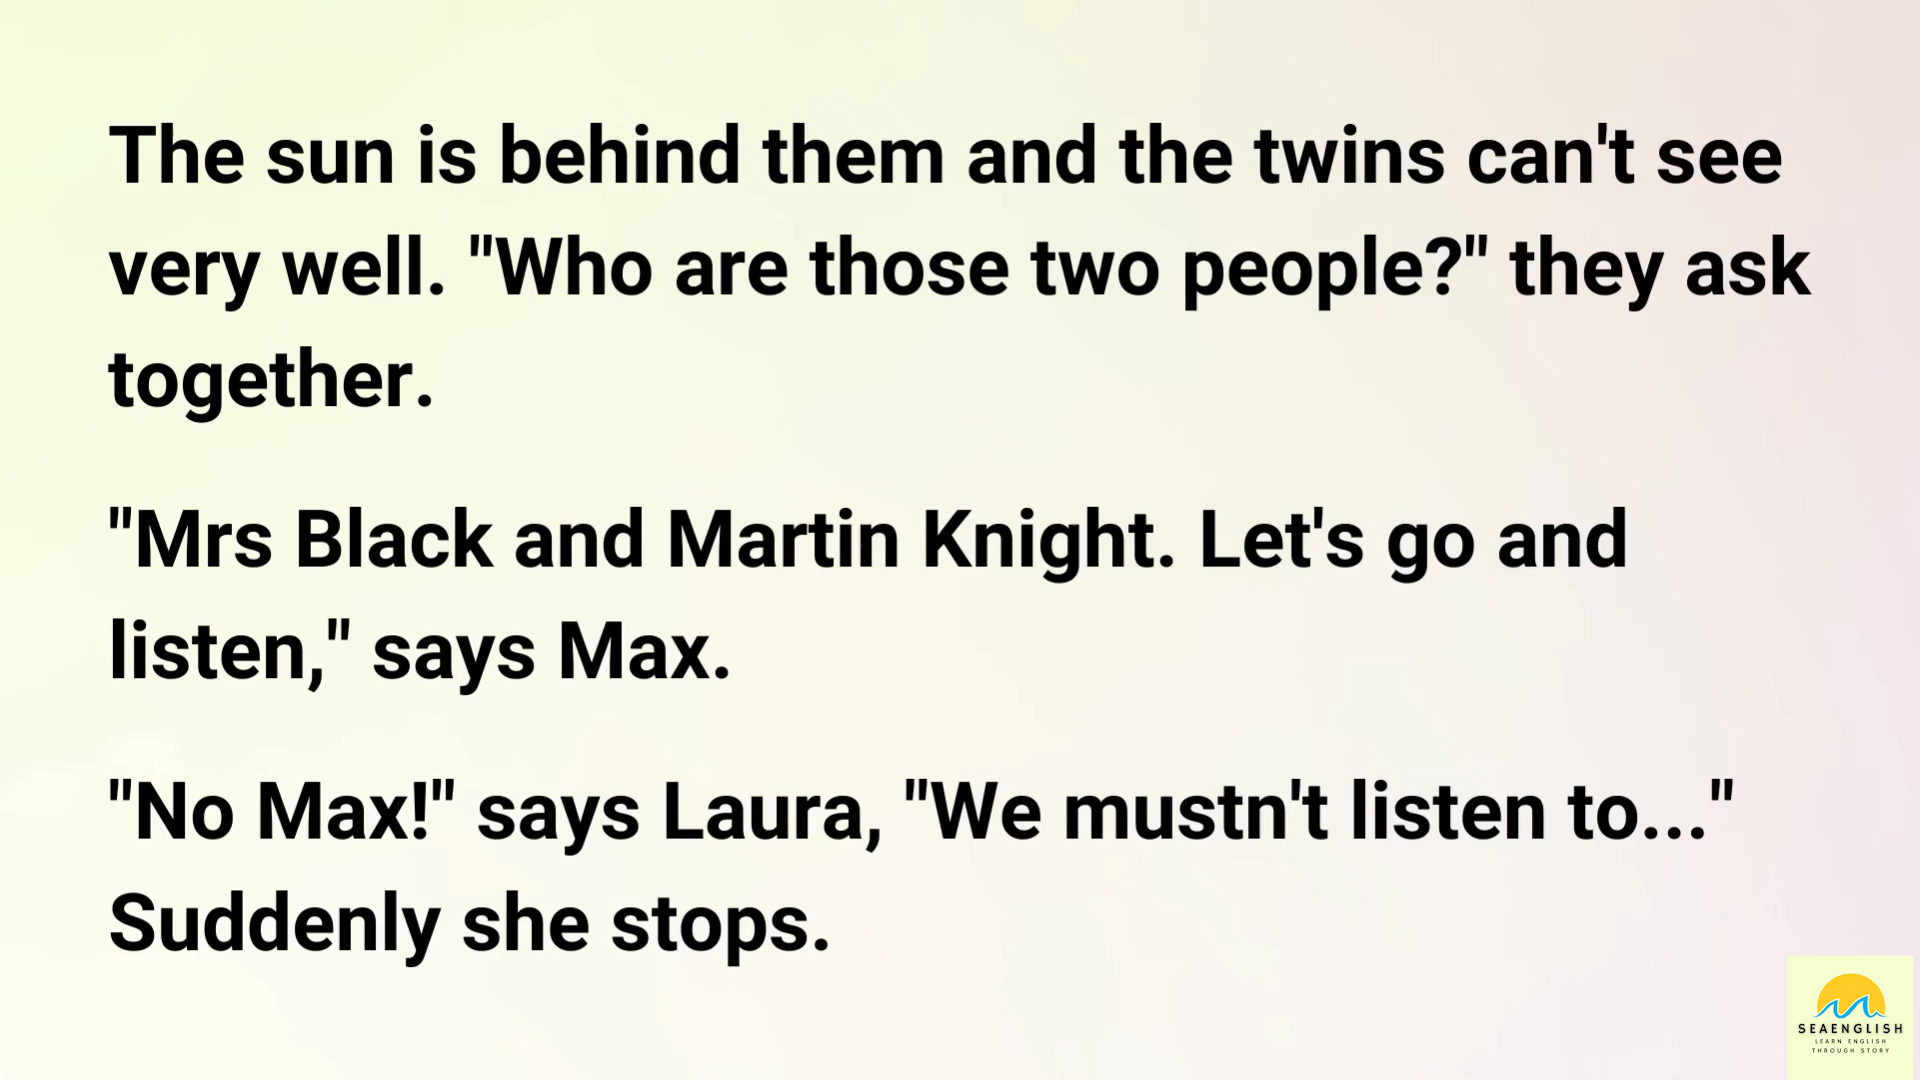 The sun is behind them and the twins can't see
very well. "Who are those two people?" they ask
together.
"Mrs Black and Martin Knight. Let's go and
listen," says Max.
"No Max!" says Laura, "We mustn't listen to..."
Suddenly she stops.
SEAENGLISH
LEARN ENGLISH
THROUGH STORY